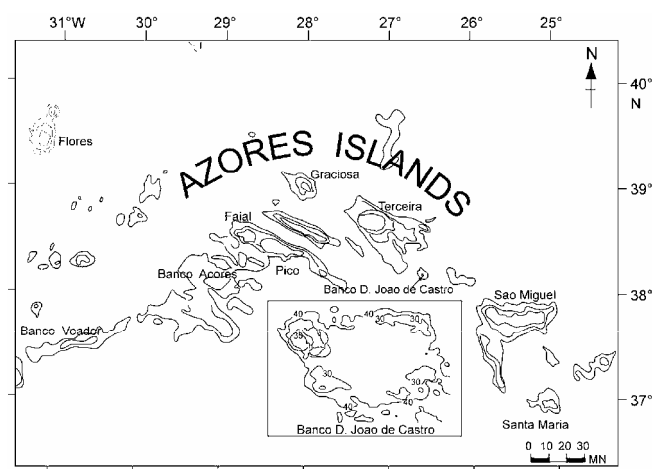 31°W 30° 29° 28° 27° 26° 25°
N
40°
N
Flores
AZORES ISLANDS
Graciosa
39°
Terceira
Faial
Banco Acores
Pico
Banco D. Joao de Castro
Sao Miguel
38°
Banco Voador
40 40 30 30
38
30 30
40 40
Banco D. Joao de Castro
37°
Santa Maria
0 10 20 30
MN